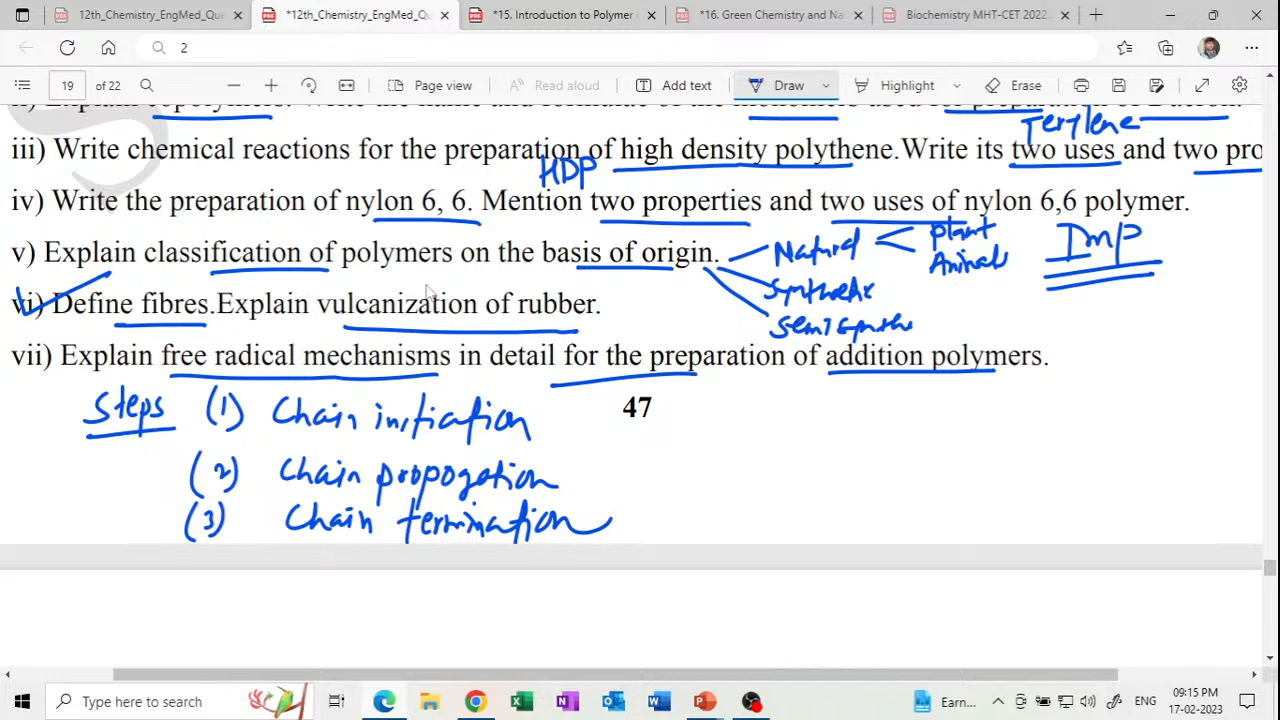 12th_Chemistry_EngMed_Que
*12th_Chemistry_EngMed_Qu
*15. Introduction to Polymer
*16. Green Chemistry and Na
Biochemistry MHT-CET 2022
2
19 of 22
Page view
Read aloud
Add text
Draw
Highlight
Erase
Terylene
iii) Write chemical reactions for the preparation of high density polythene.Write its two uses and two pro
HDP
iv) Write the preparation of nylon 6, 6. Mention two properties and two uses of nylon 6,6 polymer.
v) Explain classification of polymers on the basis of origin.
Natural
Plant
Animals
Imp
synthetic
vi) Define fibres.Explain vulcanization of rubber.
vii) Explain free radical mechanisms in detail for the preparation of addition polymers.
Steps (1) Chain initiation
47
(2) Chain propogation
(3) Chain termination
Type here to search
Earn...
ENG
09:15 PM
17-02-2023